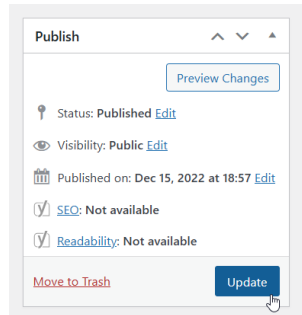 Publish
Preview Changes
Status: Published Edit
Visibility: Public Edit
Published on: Dec 15, 2022 at 18:57 Edit
SEO: Not available
Readability: Not available
Move to Trash
Update